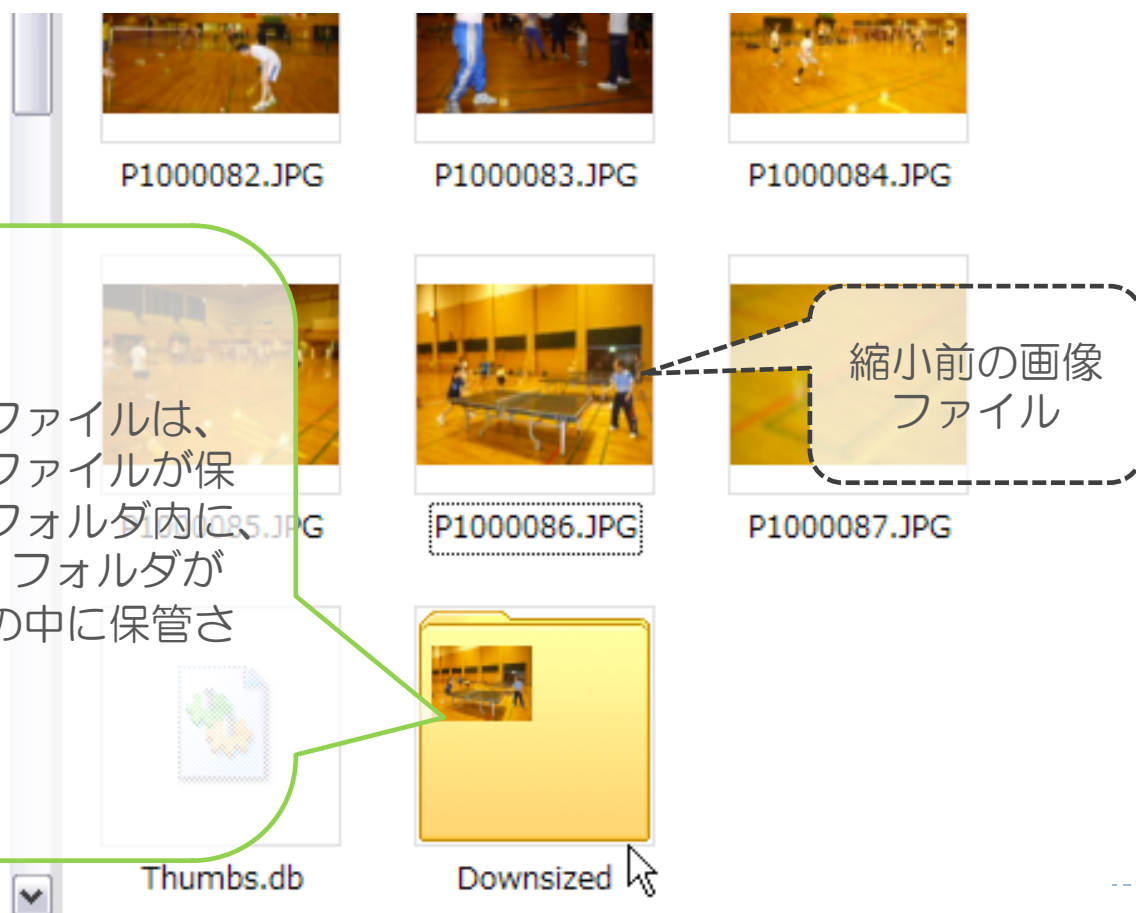 P1000082.JPG
P1000083.JPG
P1000084.JPG
縮小前の画像
ファイル
ファイルは、
ファイルが保
フォルダ内に、
フォルダが
の中に保管さ
P1000085.JPG
P1000086.JPG
P1000087.JPG
Thumbs.db
Downsized